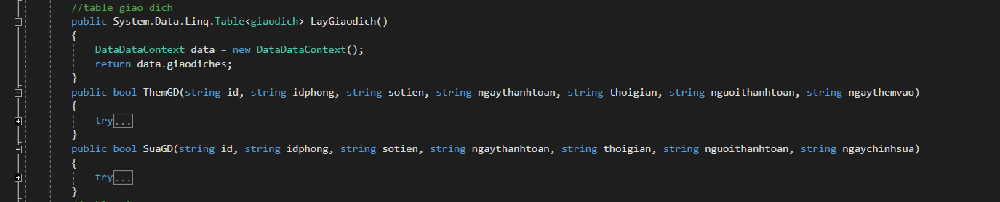 //table giao dich
public System.Data.Linq.Table<giaodich> LayGiaodich()
{
DataDataContext data = new DataDataContext();
return data.giaodiches;
}
public bool ThemGD(string id, string idphong, string sotien, string ngaythanhtoan, string thoigian, string nguoithanhtoan, string ngaythemvao)
{
try...
}
public bool SuaGD(string id, string idphong, string sotien, string ngaythanhtoan, string thoigian, string nguoithanhtoan, string ngaychinhsua)
{
try...
}